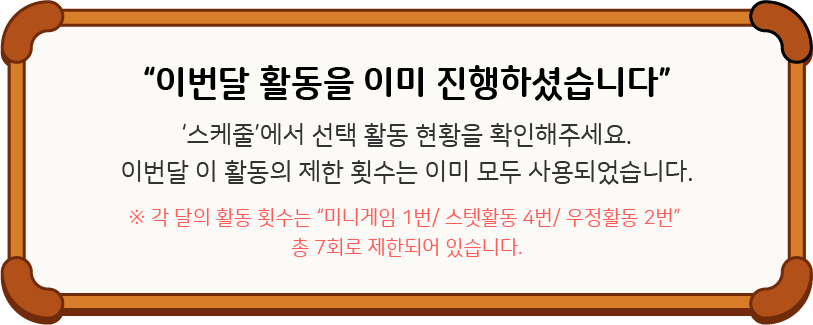 “이번달 활동을 이미 진행하셨습니다”
‘스케줄’에서 선택 활동 현황을 확인해주세요.
이번달 이 활동의 제한 횟수는 이미 모두 사용되었습니다.
※ 각 달의 활동 횟수는 “미니게임 1번/ 스텟활동 4번/ 우정활동 2번”
총 7회로 제한되어 있습니다.